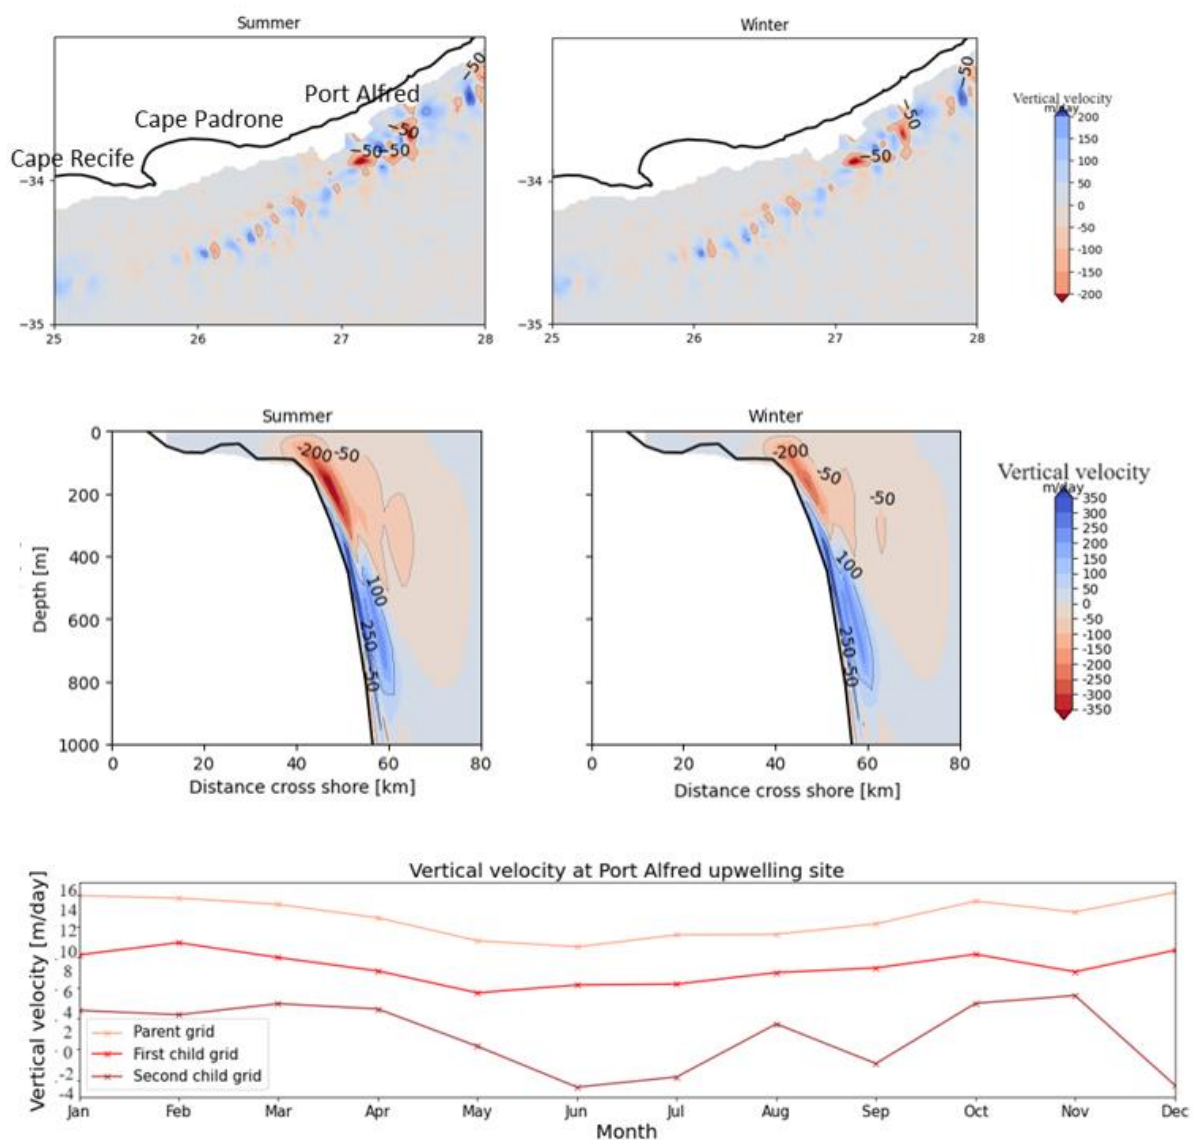 Summer
Winter
Port Alfred
Cape Padrone
Cape Recife
-50
-50
-50-50
-50
-50
-50
-34
-35
25
26
27
28
-34
-35
25
26
27
28
Vertical velocity
m/day
200
150
100
50
0
-50
-100
-150
-200
Summer
Winter
0
200
400
600
800
1000
Depth [m]
-200
-50
100
250
-50
0
20
40
60
80
Distance cross shore [km]
-200
-50
-50
100
250
-50
0
20
40
60
80
Distance cross shore [km]
Vertical velocity
m/day
350
300
250
200
150
100
50
0
-50
-100
-150
-200
-250
-300
-350
Vertical velocity at Port Alfred upwelling site
Vertical velocity [m/day]
16
14
12
10
8
6
4
2
0
-2
-4
Parent grid
First child grid
Second child grid
Jan
Feb
Mar
Apr
May
Jun
Jul
Aug
Sep
Oct
Nov
Dec
Month